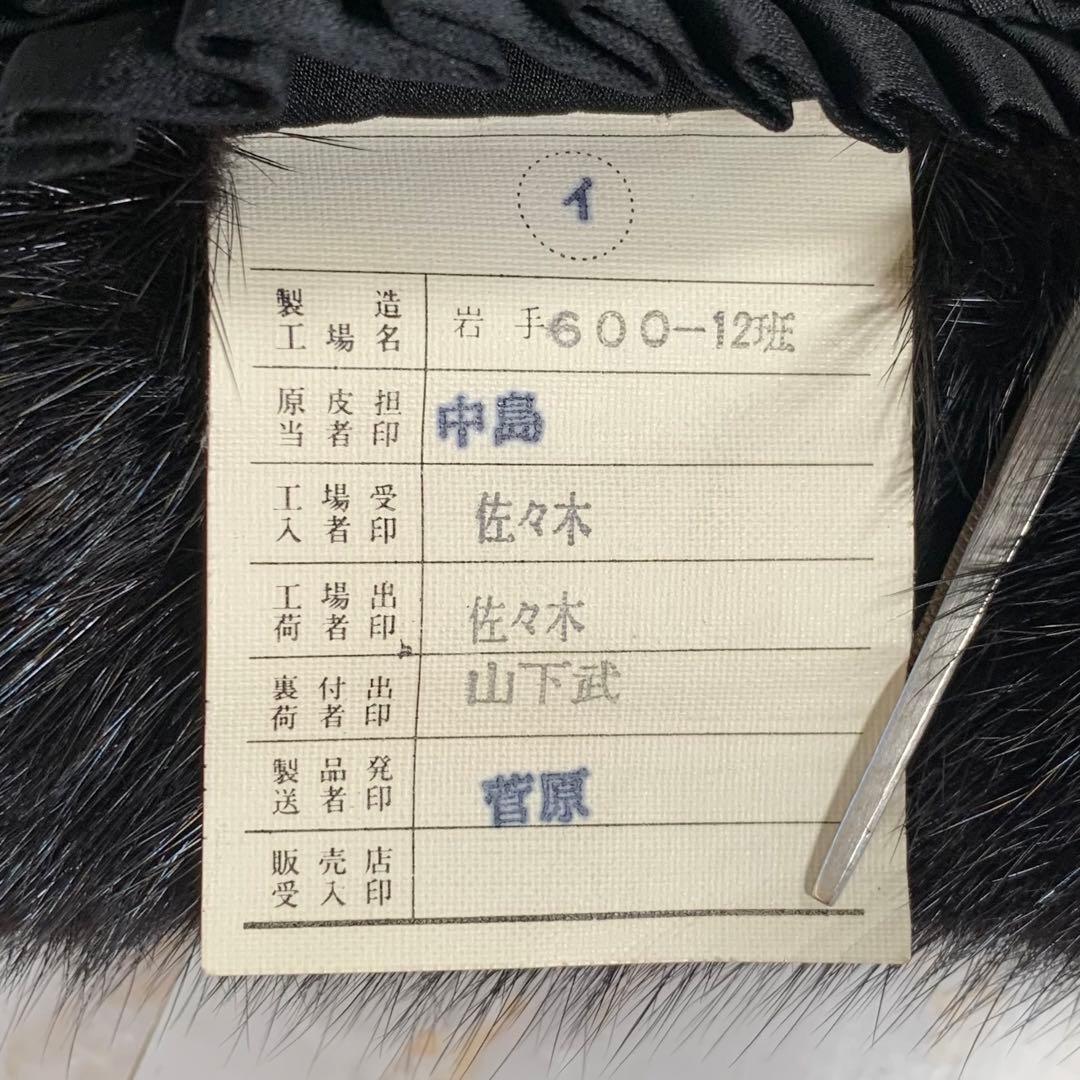 イ
製造
工場名
岩手600-12班
原皮担
当者印
中島
工場受
入者印
佐々木
工場出
荷者印
佐々木
裏付出
荷者印
山下武
製品発
送者印
菅原
販売店
受入印